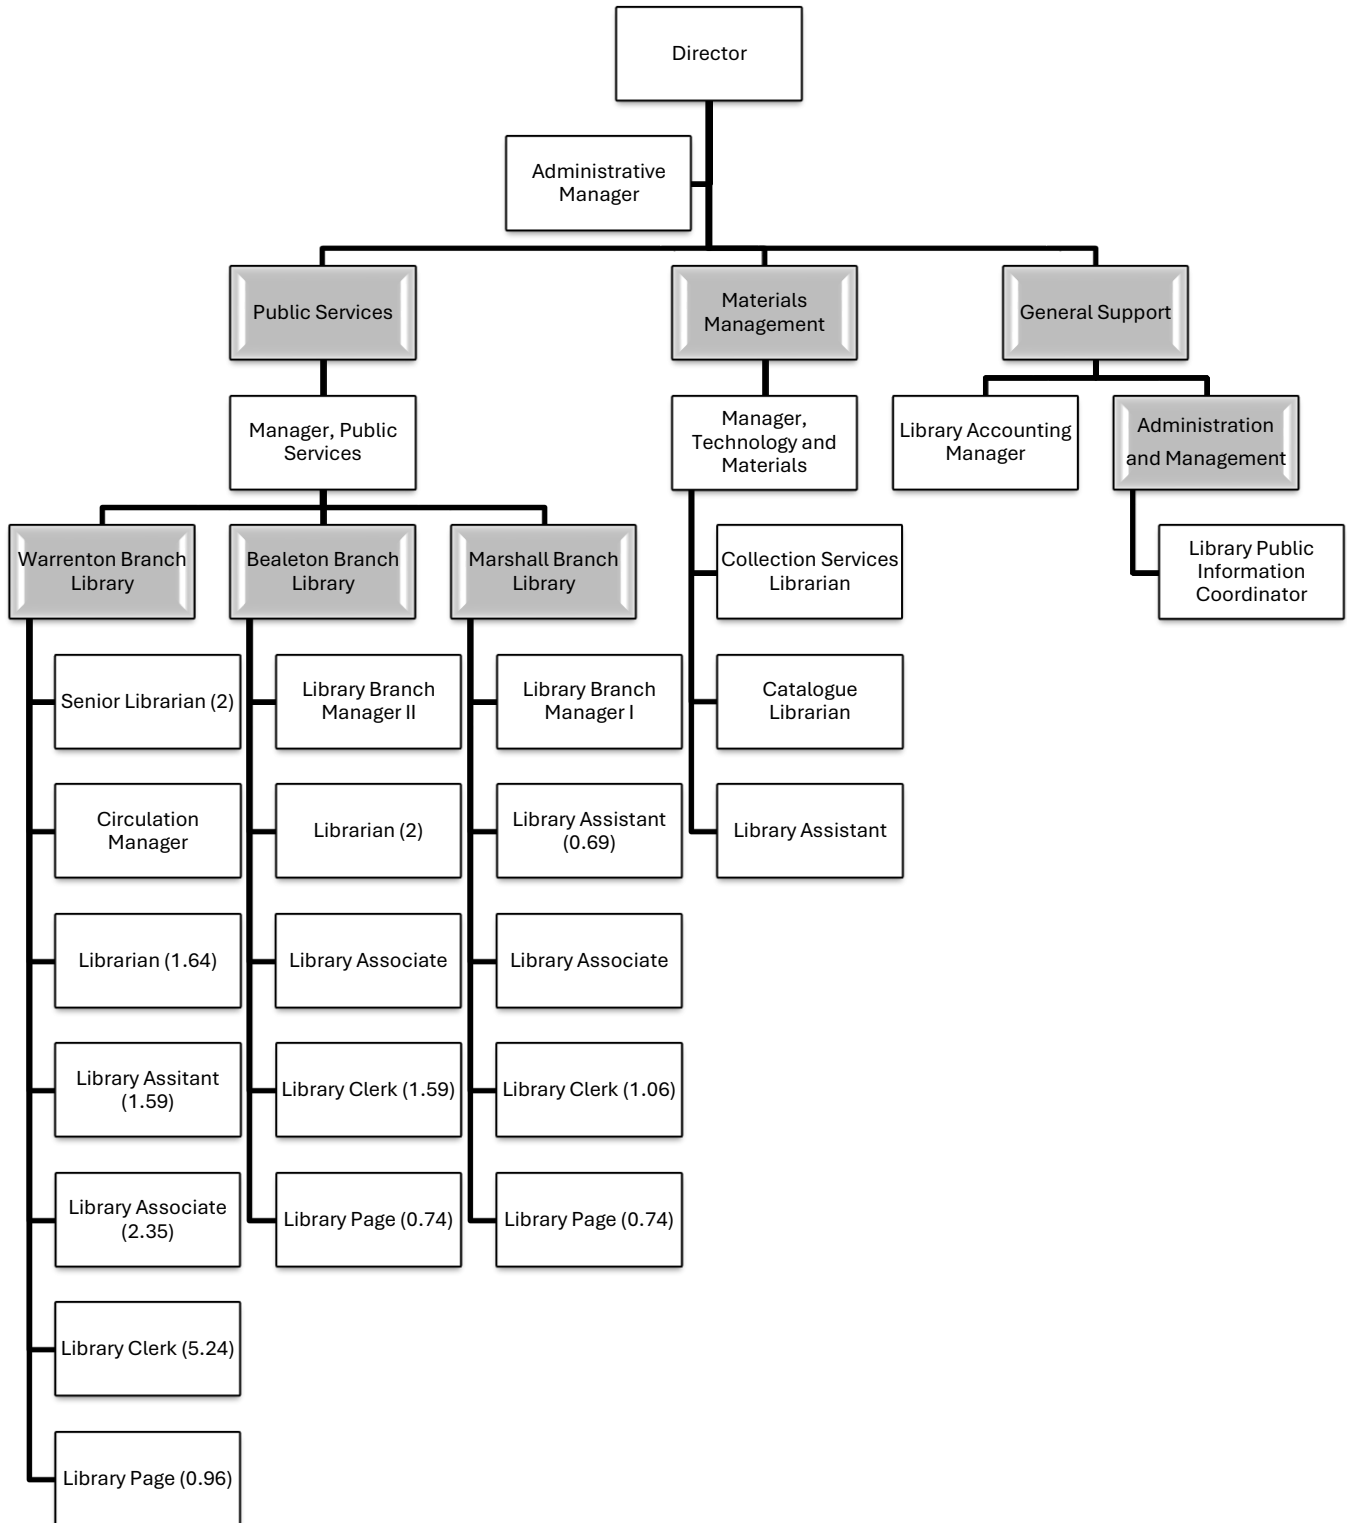 Director
Administrative
Manager
Public Services
Materials
Management
General Support
Manager, Public
Services
Manager,
Technology and
Materials
Library Accounting
Manager
Administration
and Management
Warrenton Branch
Library
Bealeton Branch
Library
Marshall Branch
Library
Collection Services
Librarian
Library Public
Information
Coordinator
Senior Librarian (2)
Library Branch
Manager II
Library Branch
Manager I
Catalogue
Librarian
Circulation
Manager
Librarian (2)
Library Assistant
(0.69)
Library Assistant
Librarian (1.64)
Library Associate
Library Associate
Library Assitant
(1.59)
Library Clerk (1.59)
Library Clerk (1.06)
Library Associate
(2.35)
Library Page (0.74)
Library Page (0.74)
Library Clerk (5.24)
Library Page (0.96)